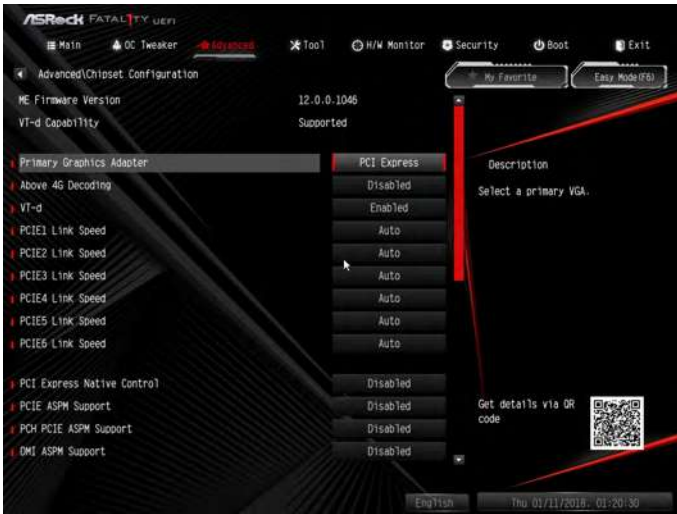 ASRock FATAL1TY UEFI
Main OC Tweaker Advanced Tool H/W Monitor Security Boot Exit
Advanced\Chipset Configuration
My Favorite Easy Mode(F6)
ME Firmware Version 12.0.0.1046
VT-d Capability Supported
Primary Graphics Adapter PCI Express
Above 4G Decoding Disabled
VT-d Enabled
PCIE1 Link Speed Auto
PCIE2 Link Speed Auto
PCIE3 Link Speed Auto
PCIE4 Link Speed Auto
PCIE5 Link Speed Auto
PCIE6 Link Speed Auto
PCI Express Native Control Disabled
PCIE ASPM Support Disabled
PCH PCIE ASPM Support Disabled
DMI ASPM Support Disabled
Description
Select a primary VGA.
Get details via QR
code
English Thu 01/11/2018. 01:20:30